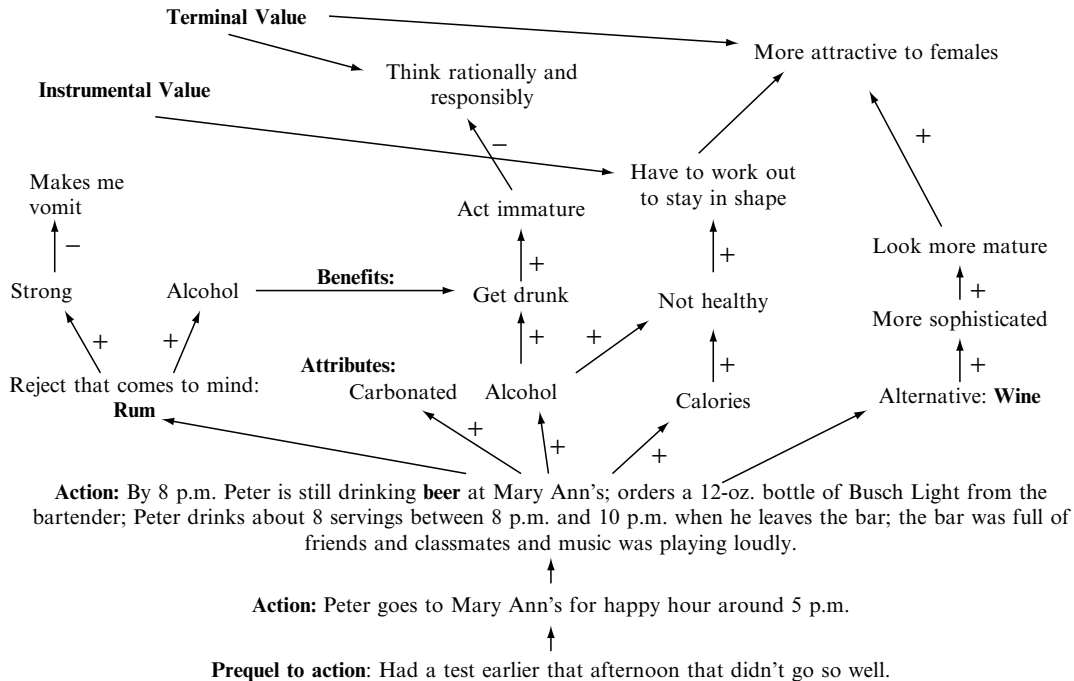 Terminal Value
More attractive to females
Think rationally and
responsibly
Instrumental Value
−
+
Makes me
vomit
Have to work out
to stay in shape
Act immature
−
+
+
Look more mature
Strong
Alcohol
Benefits:
Get drunk
Not healthy
+
More sophisticated
+
+
+
+
+
+
Attributes:
Reject that comes to mind:
Rum
Carbonated
Alcohol
Calories
Alternative: Wine
+
+
+
Action: By 8 p.m. Peter is still drinking beer at Mary Ann’s; orders a 12-oz. bottle of Busch Light from the
bartender; Peter drinks about 8 servings between 8 p.m. and 10 p.m. when he leaves the bar; the bar was full of
friends and classmates and music was playing loudly.
Action: Peter goes to Mary Ann’s for happy hour around 5 p.m.
Prequel to action: Had a test earlier that afternoon that didn’t go so well.